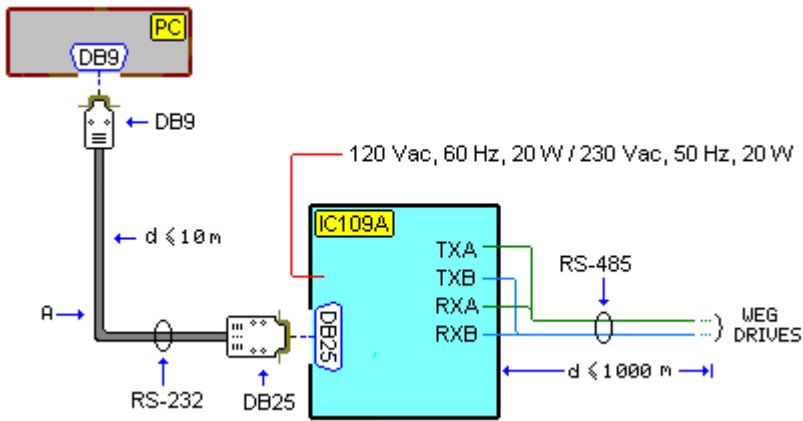 PC
DB9
DB9
120 Vac, 60 Hz, 20 W / 230 Vac, 50 Hz, 20 W
d ⩽ 10 m
IC109A
TXA
TXB
RXA
RXB
RS-485
A
DB25
WEG
DRIVES
d ⩽ 1000 m
RS-232
DB25